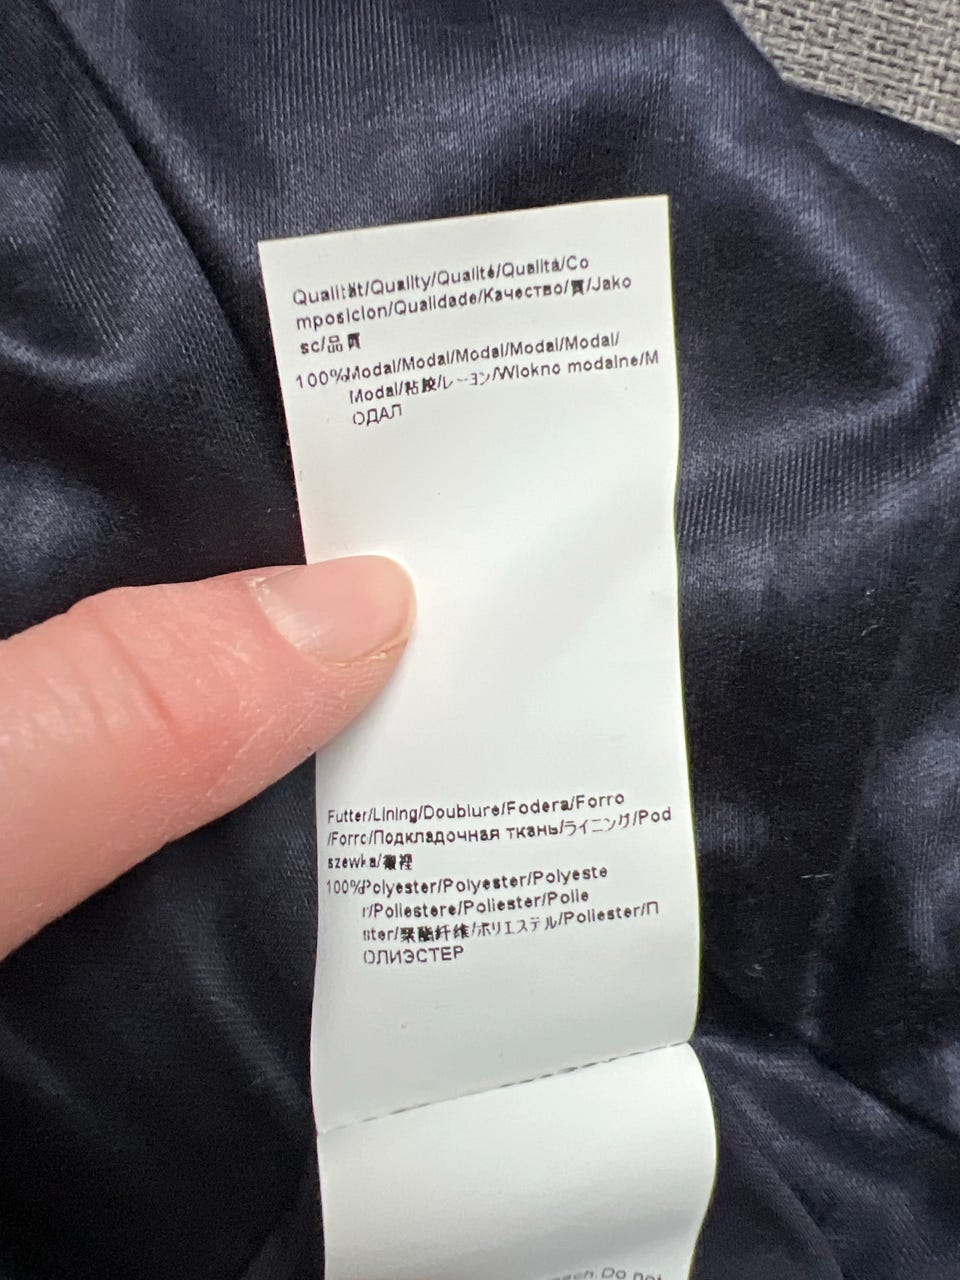 Qualität/Quality/Qualité/Qualità/Co
mposicion/Qualidade/Качество/質/Jako
sc/品質
100%Modal/Modal/Modal/Modal/Modal/
Modal/粘胶/レーヨン/Wlokno modalne/М
ОДАЛ
Futter/Lining/Doublure/Fodera/Forro
/Forro/Подкладочная ткань/ライニング/Pod
szewka/襯裡
100%Polyester/Polyester/Polyeste
r/Poliestere/Poliester/Polie
ster/聚酯纤维/ポリエステル/Poliester/П
ОЛИЭСТЕР
Do not